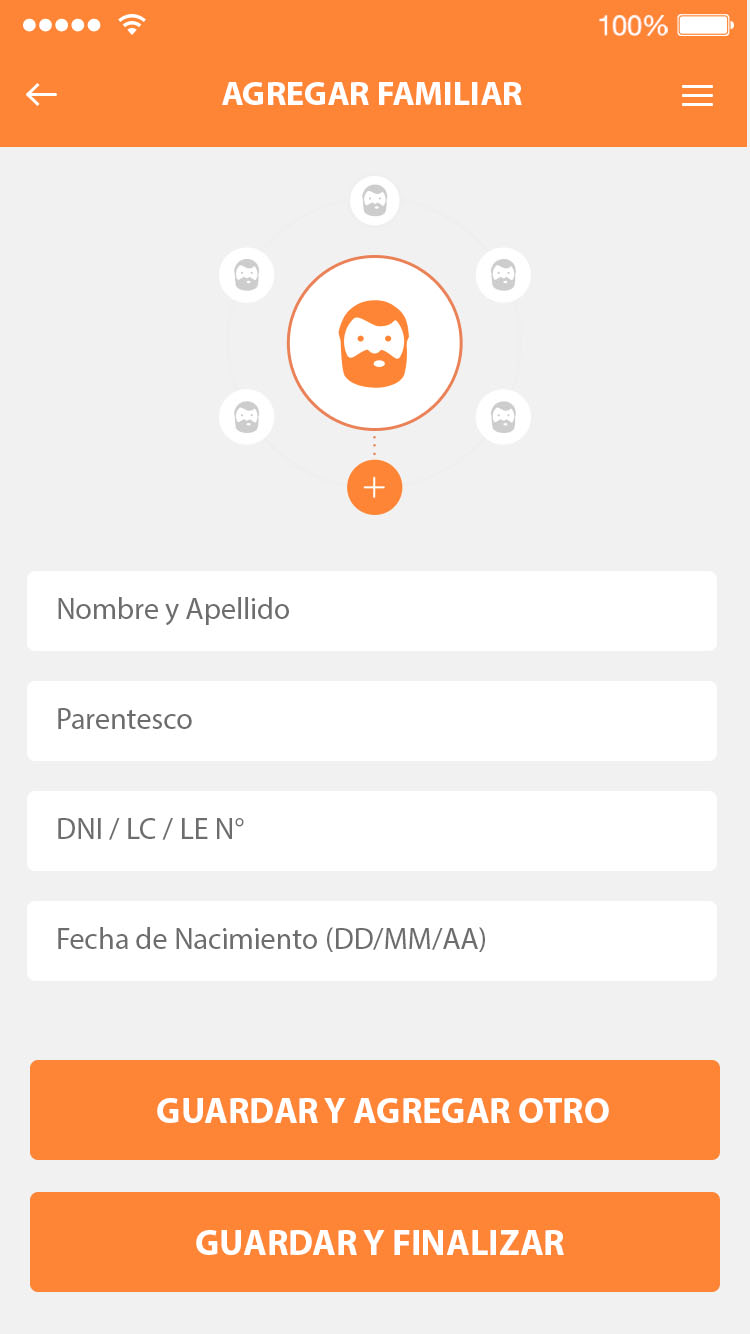 100%
AGREGAR FAMILIAR
Nombre y Apellido
Parentesco
DNI / LC / LE N°
Fecha de Nacimiento (DD/MM/AA)
GUARDAR Y AGREGAR OTRO
GUARDAR Y FINALIZAR